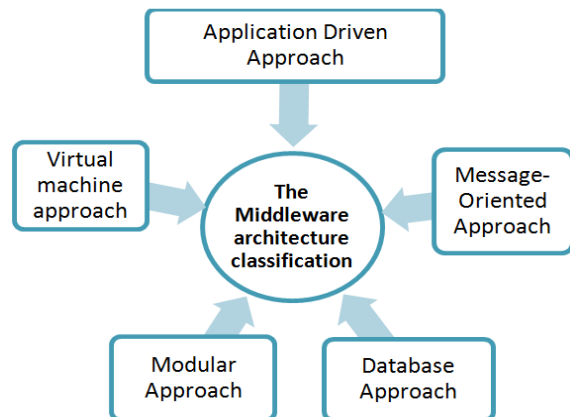 Application Driven
Approach
Virtual
machine
approach
The
Middleware
architecture
classification
Message-
Oriented
Approach
Modular
Approach
Database
Approach